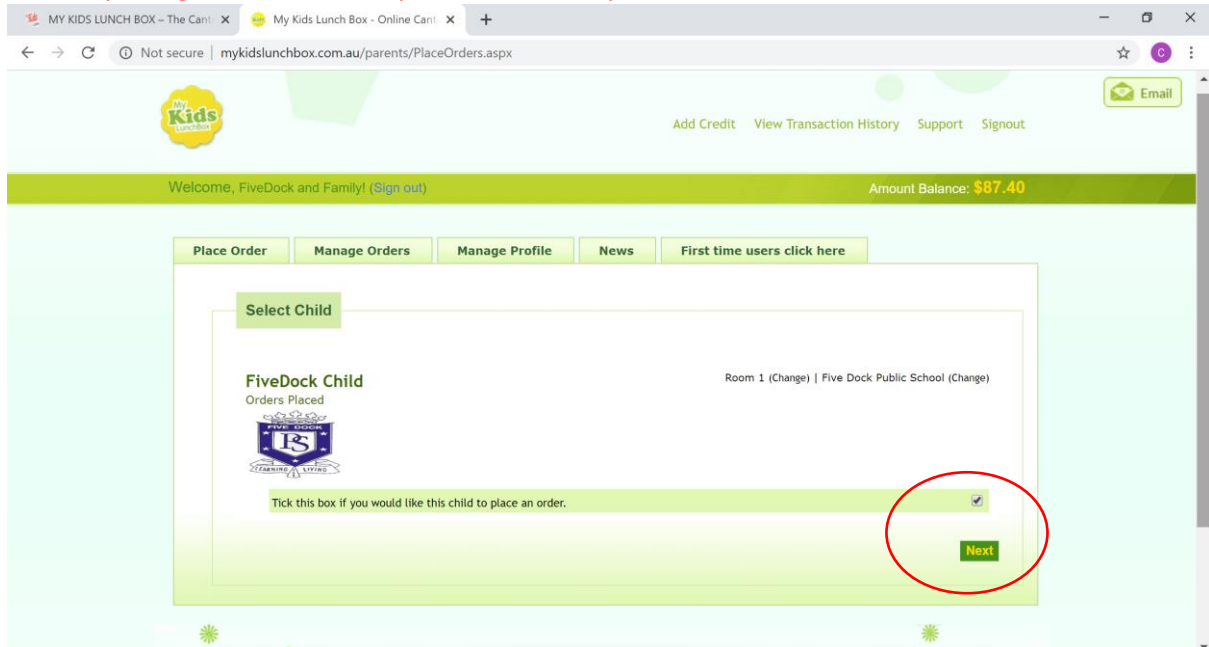 MY KIDS LUNCH BOX – The Cant
My Kids Lunch Box - Online Cant
Not secure | mykidslunchbox.com.au/parents/PlaceOrders.aspx
C
My
Kids
LunchBox
Email
Add Credit View Transaction History Support Signout
Welcome, FiveDock and Family! (Sign out) Amount Balance: $87.40
Place Order Manage Orders Manage Profile News First time users click here
Select Child
FiveDock Child Room 1 (Change) | Five Dock Public School (Change)
Orders Placed
FIVE DOCK
PS
LEARNING LIVING
Tick this box if you would like this child to place an order.
Next